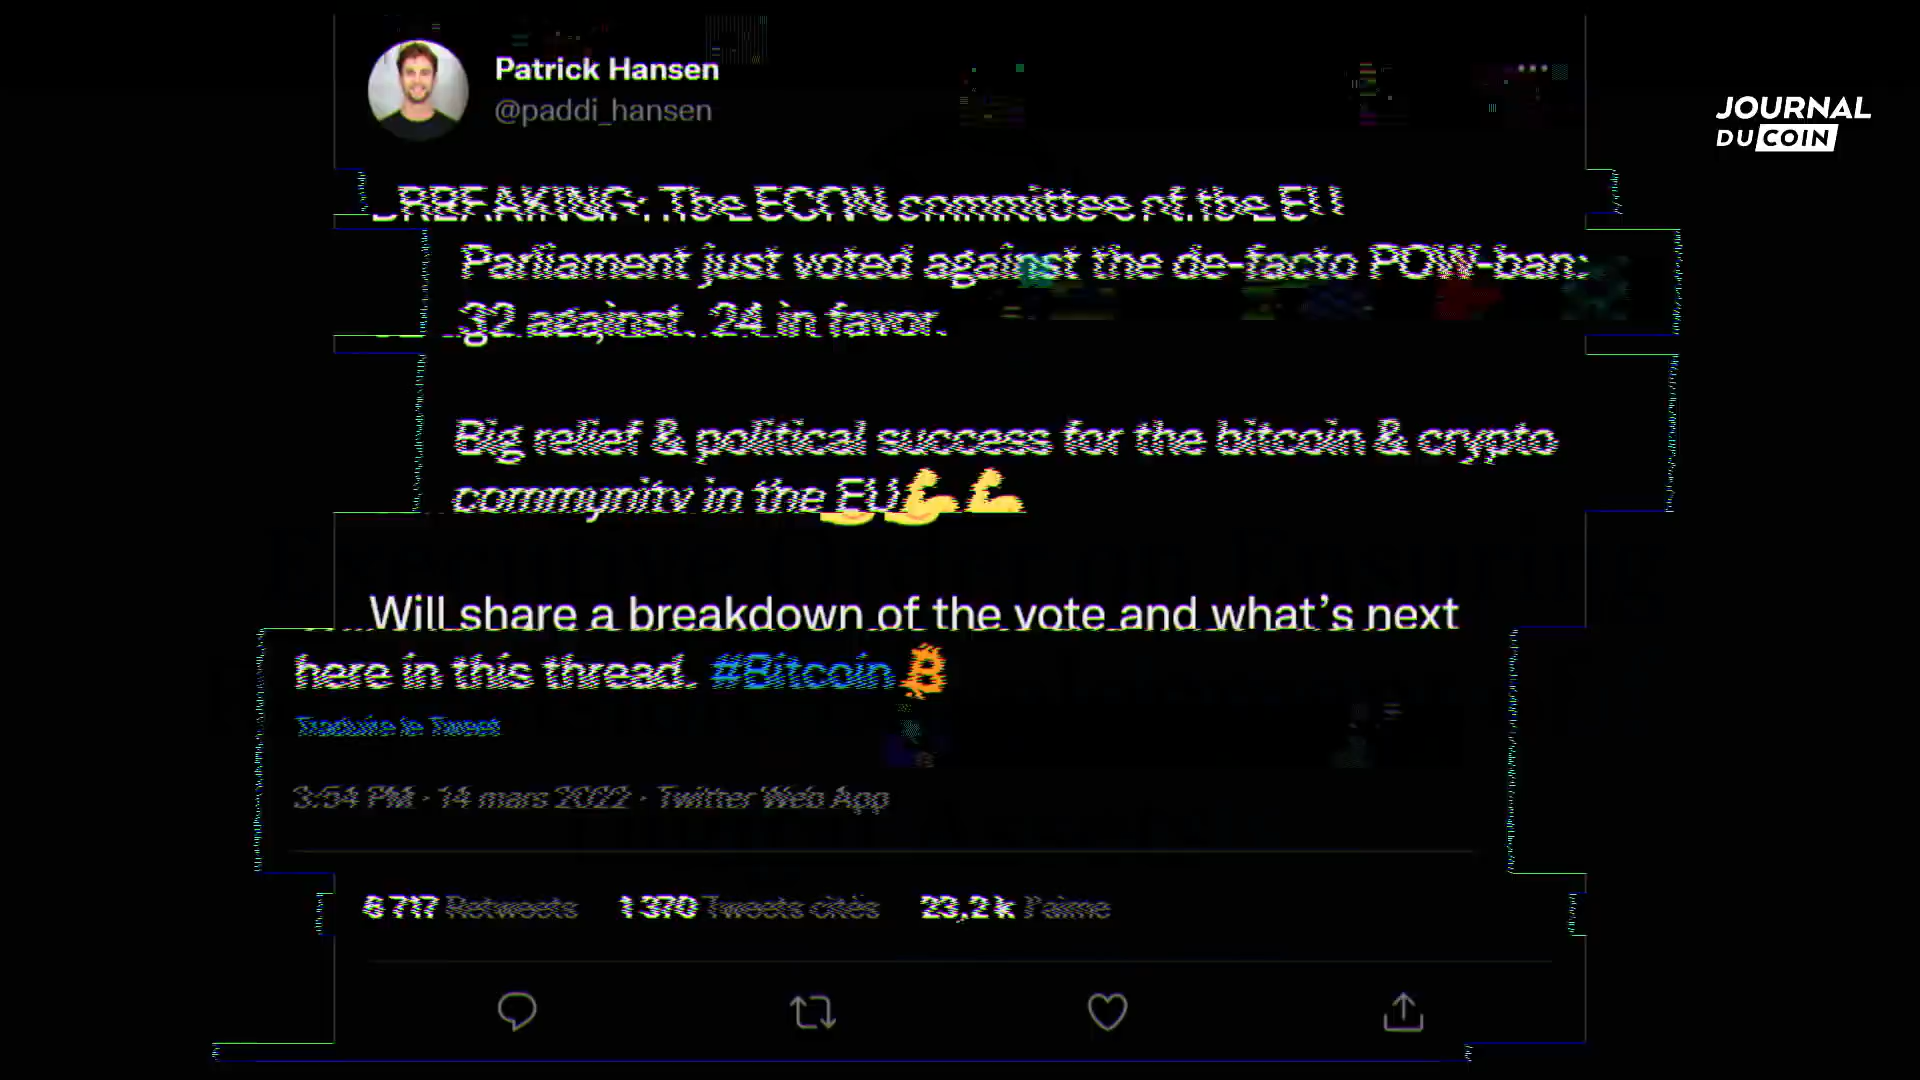 Patrick Hansen
@paddi_hansen
JOURNAL
DU COIN
BREAKING: The ECON committee of the EU
Parliament just voted against the de-facto POW-ban:
32 against, 24 in favor.
Big relief & political success for the bitcoin & crypto
community in the EU💪💪
Will share a breakdown of the vote and what’s next
here in this thread. #Bitcoin
Traduire le Tweet
3:54 PM · 14 mars 2022 · Twitter Web App
6 717 Retweets 1 370 Tweets cités 23,2 k J'aime